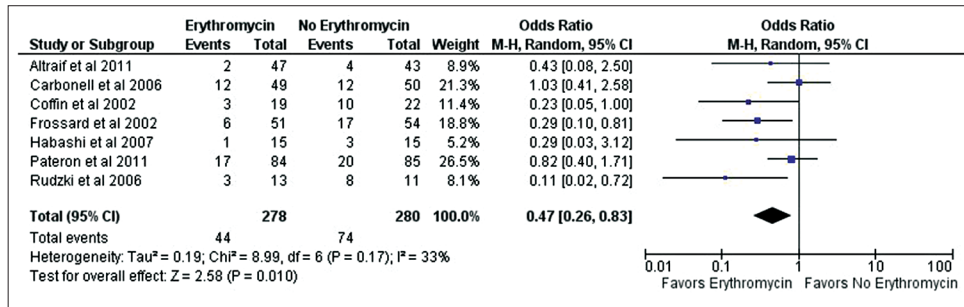 Erythromycin No Erythromycin Odds Ratio Odds Ratio
Study or Subgroup Events Total Events Total Weight M-H, Random, 95% CI M-H, Random, 95% CI
Altraif et al 2011 2 47 4 43 8.9% 0.43 [0.08, 2.50]
Carbonell et al 2006 12 49 12 50 21.3% 1.03 [0.41, 2.58]
Coffin et al 2002 3 19 10 22 11.4% 0.23 [0.05, 1.00]
Frossard et al 2002 6 51 17 54 18.8% 0.29 [0.10, 0.81]
Habashi et al 2007 1 15 3 15 5.2% 0.29 [0.03, 3.12]
Pateron et al 2011 17 84 20 85 26.5% 0.82 [0.40, 1.71]
Rudzki et al 2006 3 13 8 11 8.1% 0.11 [0.02, 0.72]
Total (95% CI) 278 280 100.0% 0.47 [0.26, 0.83]
Total events 44 74
Heterogeneity: Tau² = 0.19; Chi² = 8.99, df = 6 (P = 0.17); I² = 33%
Test for overall effect: Z = 2.58 (P = 0.010)
0.01 0.1 1 10 100
Favors Erythromycin Favors No Erythromycin